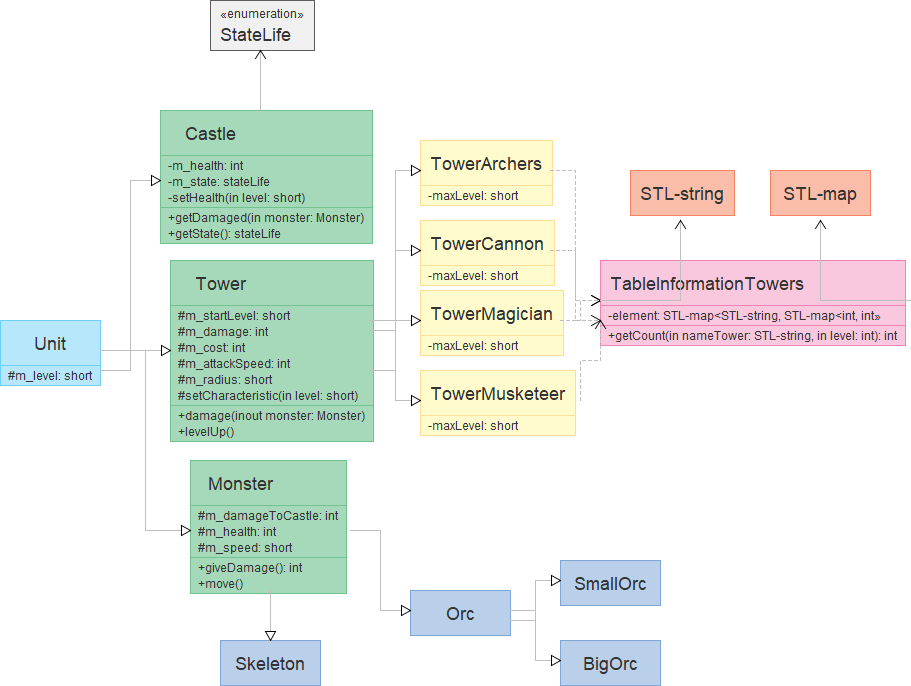 «enumeration»
StateLife
Castle
-m_health: int
-m_state: stateLife
-setHealth(in level: short)
+getDamaged(in monster: Monster)
+getState(): stateLife
Tower
#m_startLevel: short
#m_damage: int
#m_cost: int
#m_attackSpeed: int
#m_radius: short
#setCharacteristic(in level: short)
+damage(inout monster: Monster)
+levelUp()
Unit
#m_level: short
Monster
#m_damageToCastle: int
#m_health: int
#m_speed: short
+giveDamage(): int
+move()
Skeleton
TowerArchers
-maxLevel: short
TowerCannon
-maxLevel: short
TowerMagician
-maxLevel: short
TowerMusketeer
-maxLevel: short
STL-string
STL-map
TableInformationTowers
-element: STL-map<STL-string, STL-map<int, int»
+getCount(in nameTower: STL-string, in level: int): int
Orc
SmallOrc
BigOrc